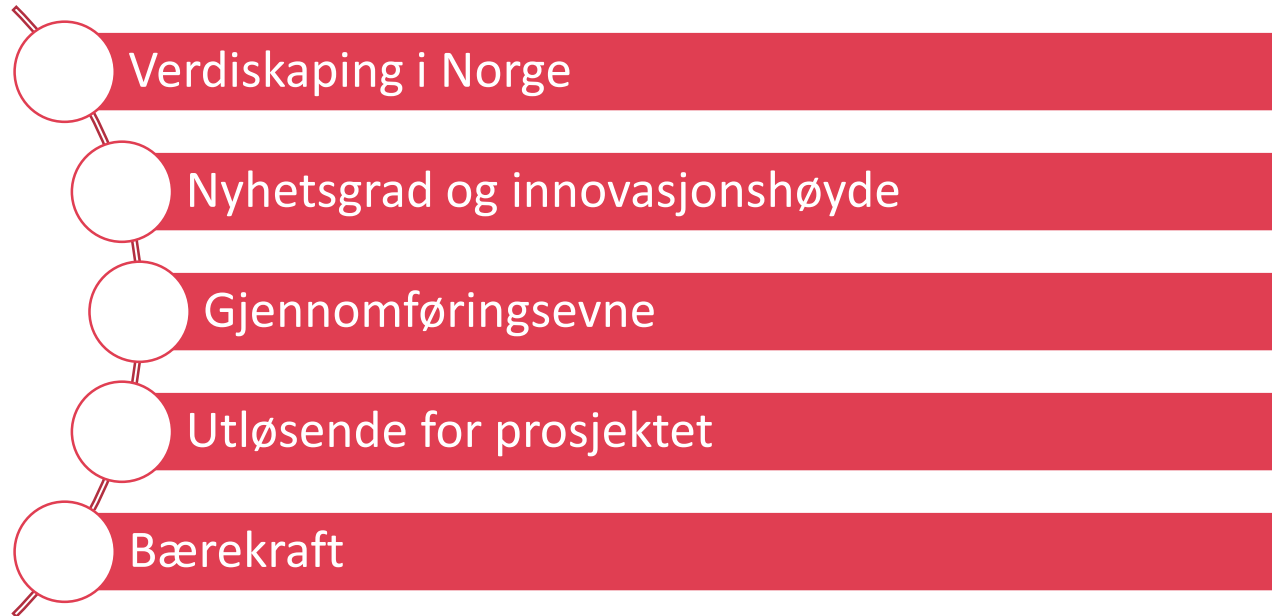 Verdiskaping i Norge
Nyhetsgrad og innovasjonshøyde
Gjennomføringsevne
Utløsende for prosjektet
Bærekraft